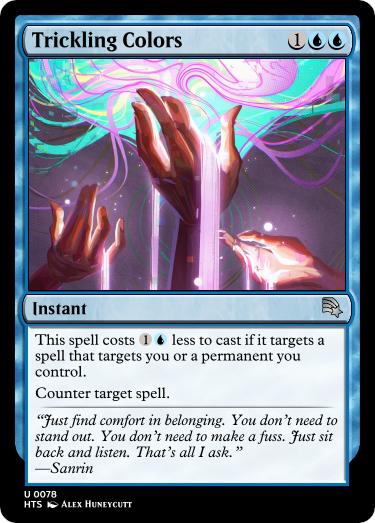 Trickling Colors 1
Instant
This spell costs 1 less to cast if it targets a
spell that targets you or a permanent you
control.
Counter target spell.
“Just find comfort in belonging. You don’t need to
stand out. You don’t need to make a fuss. Just sit
back and listen. That’s all I ask.”
—Sanrin
U 0078
HTS Alex Huneycutt